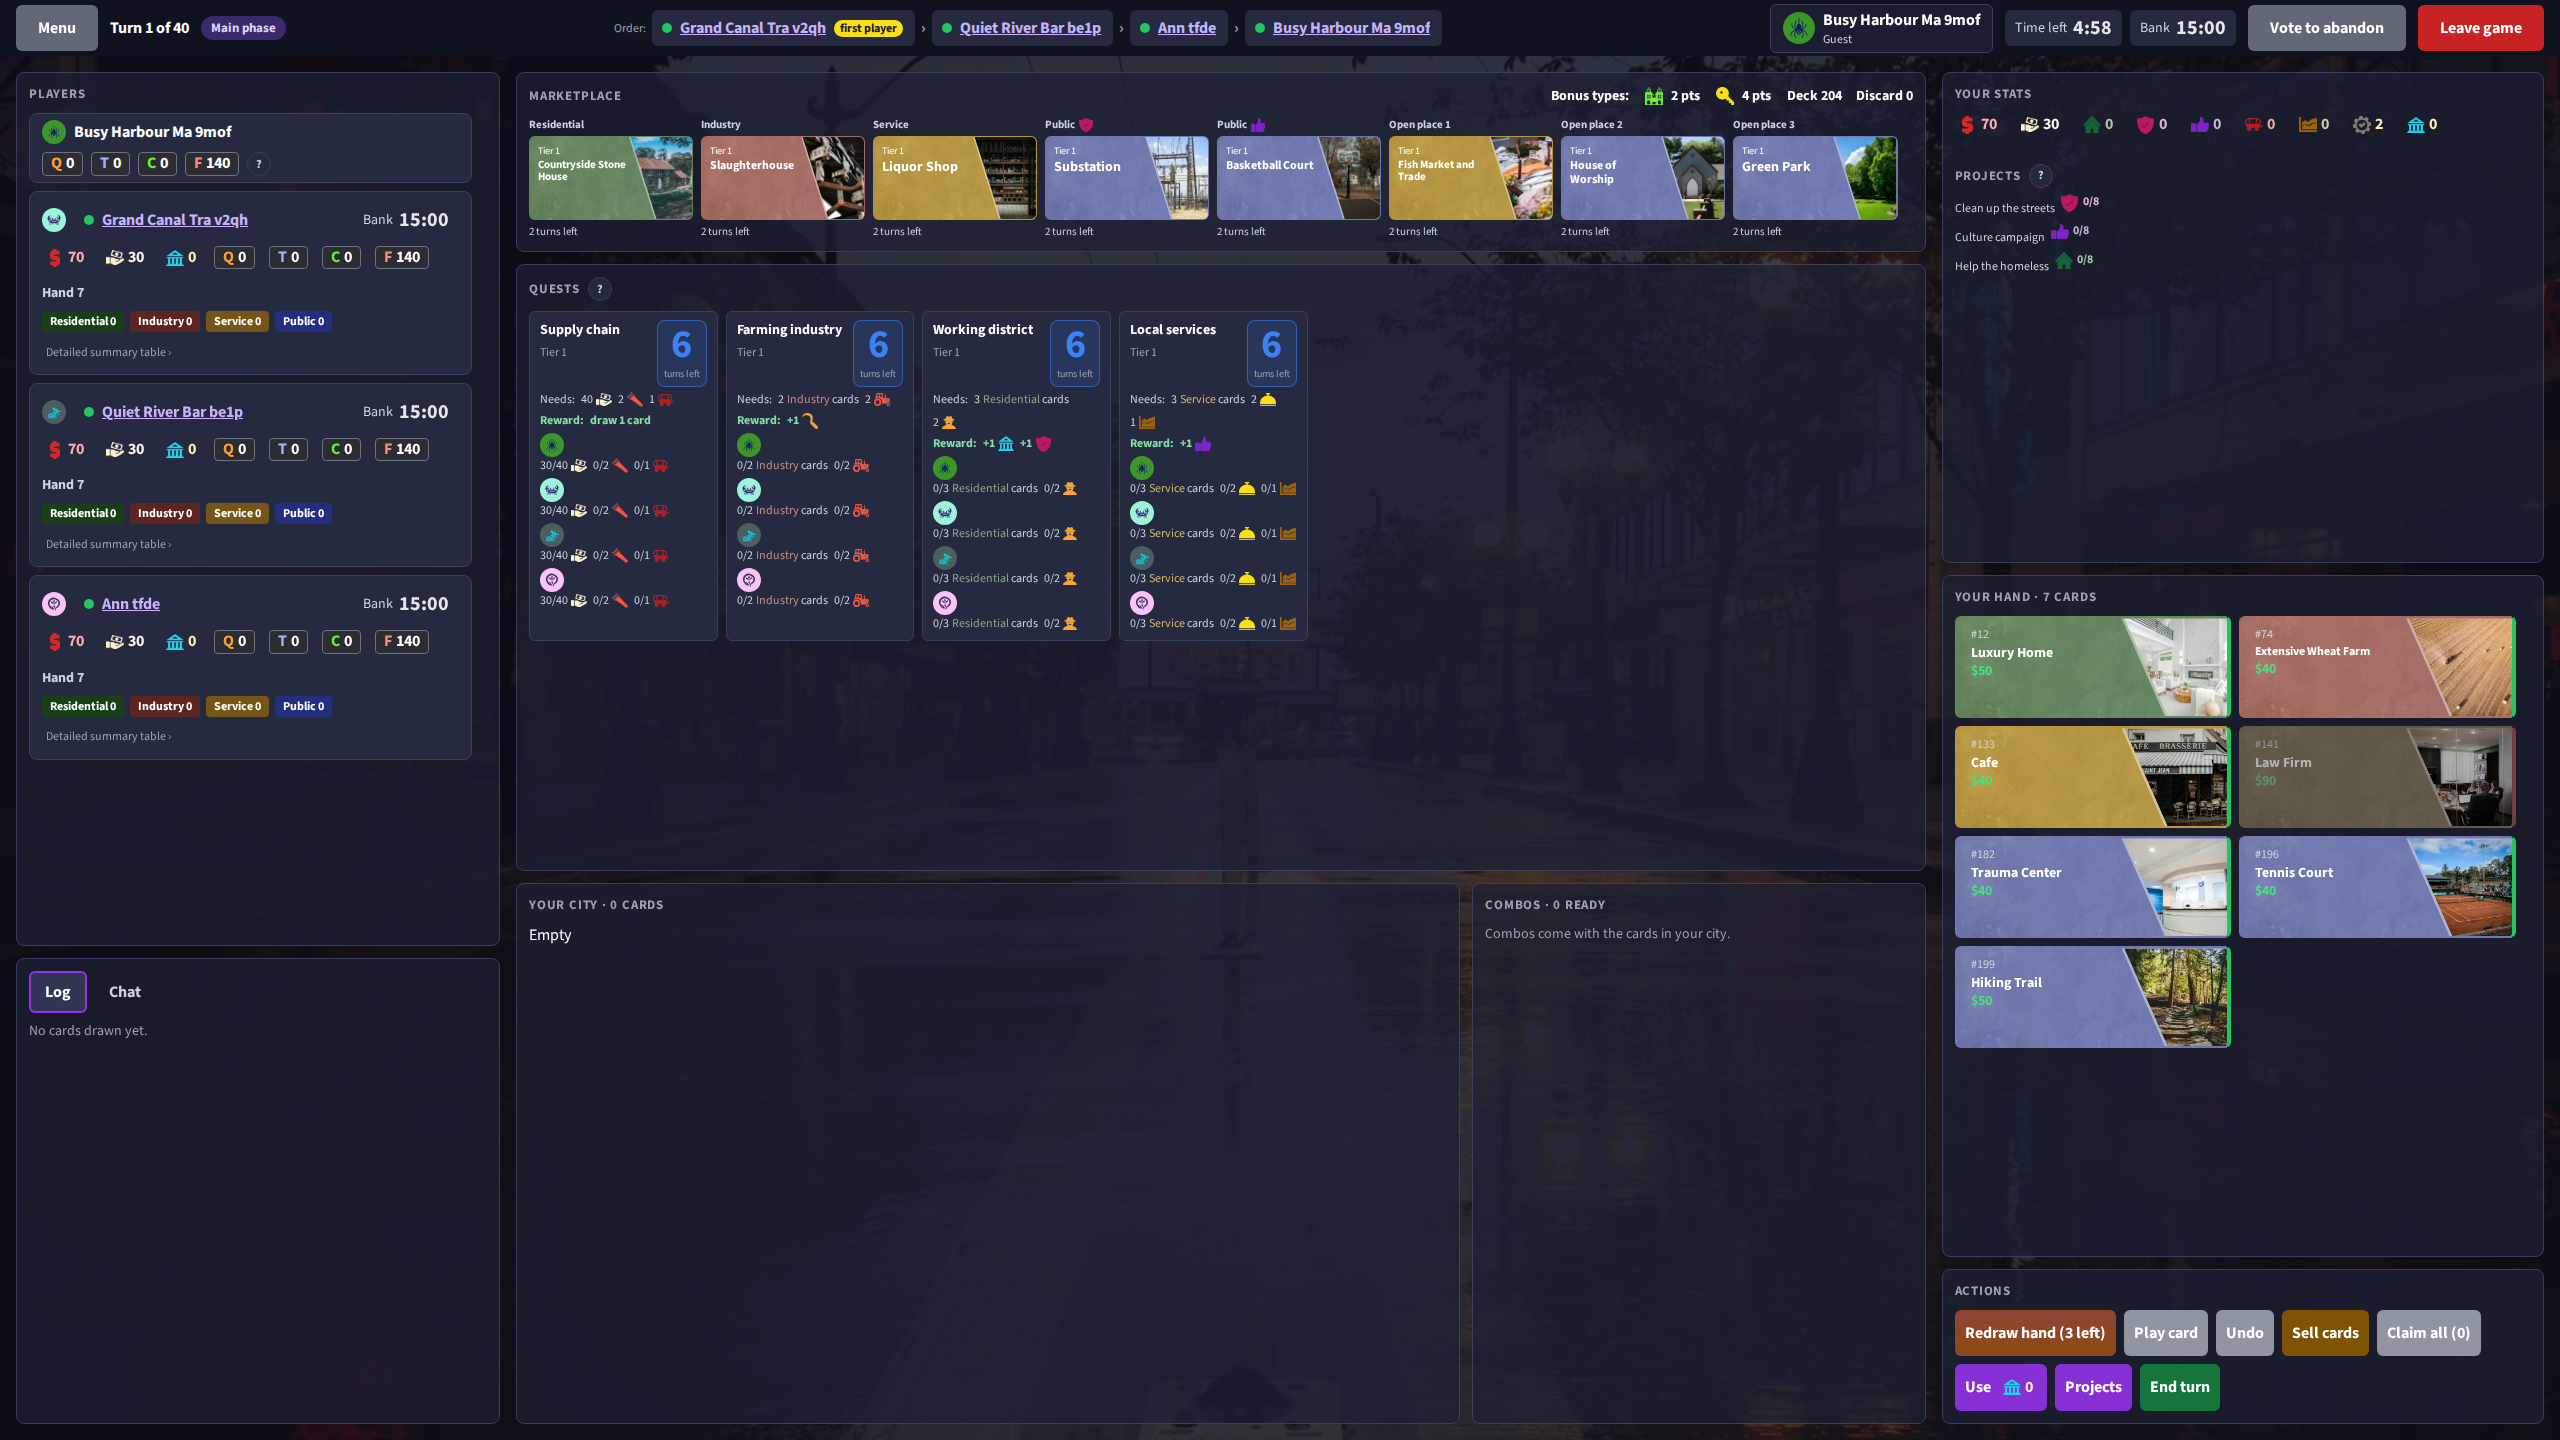 Menu
Turn 1 of 40
Main phase
Order:
Grand Canal Tra v2qh first player › Quiet River Bar be1p › Ann tfde › Busy Harbour Ma 9mof
Busy Harbour Ma 9mof
Guest
Time left 4:58
Bank 15:00
Vote to abandon
Leave game
PLAYERS
Busy Harbour Ma 9mof
Q 0 T 0 C 0 F 140 ?
Grand Canal Tra v2qh Bank 15:00
70 30 0 Q 0 T 0 C 0 F 140
Hand 7
Residential 0 Industry 0 Service 0 Public 0
Detailed summary table ›
Quiet River Bar be1p Bank 15:00
70 30 0 Q 0 T 0 C 0 F 140
Hand 7
Residential 0 Industry 0 Service 0 Public 0
Detailed summary table ›
Ann tfde Bank 15:00
70 30 0 Q 0 T 0 C 0 F 140
Hand 7
Residential 0 Industry 0 Service 0 Public 0
Detailed summary table ›
Log
Chat
No cards drawn yet.
MARKETPLACE
Bonus types: 2 pts 4 pts Deck 204 Discard 0
Residential
Tier 1
Countryside Stone
House
2 turns left
Industry
Tier 1
Slaughterhouse
2 turns left
Service
Tier 1
Liquor Shop
2 turns left
Public
Tier 1
Substation
2 turns left
Public
Tier 1
Basketball Court
2 turns left
Open place 1
Tier 1
Fish Market and
Trade
2 turns left
Open place 2
Tier 1
House of
Worship
2 turns left
Open place 3
Tier 1
Green Park
2 turns left
QUESTS ?
Supply chain
Tier 1
6
turns left
Needs: 40 2 1
Reward: draw 1 card
30/40 0/2 0/1
30/40 0/2 0/1
30/40 0/2 0/1
30/40 0/2 0/1
Farming industry
Tier 1
6
turns left
Needs: 2 Industry cards 2
Reward: +1
0/2 Industry cards 0/2
0/2 Industry cards 0/2
0/2 Industry cards 0/2
0/2 Industry cards 0/2
Working district
Tier 1
6
turns left
Needs: 3 Residential cards
2
Reward: +1 +1
0/3 Residential cards 0/2
0/3 Residential cards 0/2
0/3 Residential cards 0/2
0/3 Residential cards 0/2
Local services
Tier 1
6
turns left
Needs: 3 Service cards 2
1
Reward: +1
0/3 Service cards 0/2 0/1
0/3 Service cards 0/2 0/1
0/3 Service cards 0/2 0/1
0/3 Service cards 0/2 0/1
YOUR CITY · 0 CARDS
Empty
COMBOS · 0 READY
Combos come with the cards in your city.
YOUR STATS
$ 70 30 0 0 0 0 0 2 0
PROJECTS ?
Clean up the streets 0/8
Culture campaign 0/8
Help the homeless 0/8
YOUR HAND · 7 CARDS
#12
Luxury Home
$50
#74
Extensive Wheat Farm
$40
#133
Cafe
$40
#141
Law Firm
$90
#182
Trauma Center
$40
#196
Tennis Court
$40
#199
Hiking Trail
$50
ACTIONS
Redraw hand (3 left)
Play card
Undo
Sell cards
Claim all (0)
Use 0
Projects
End turn